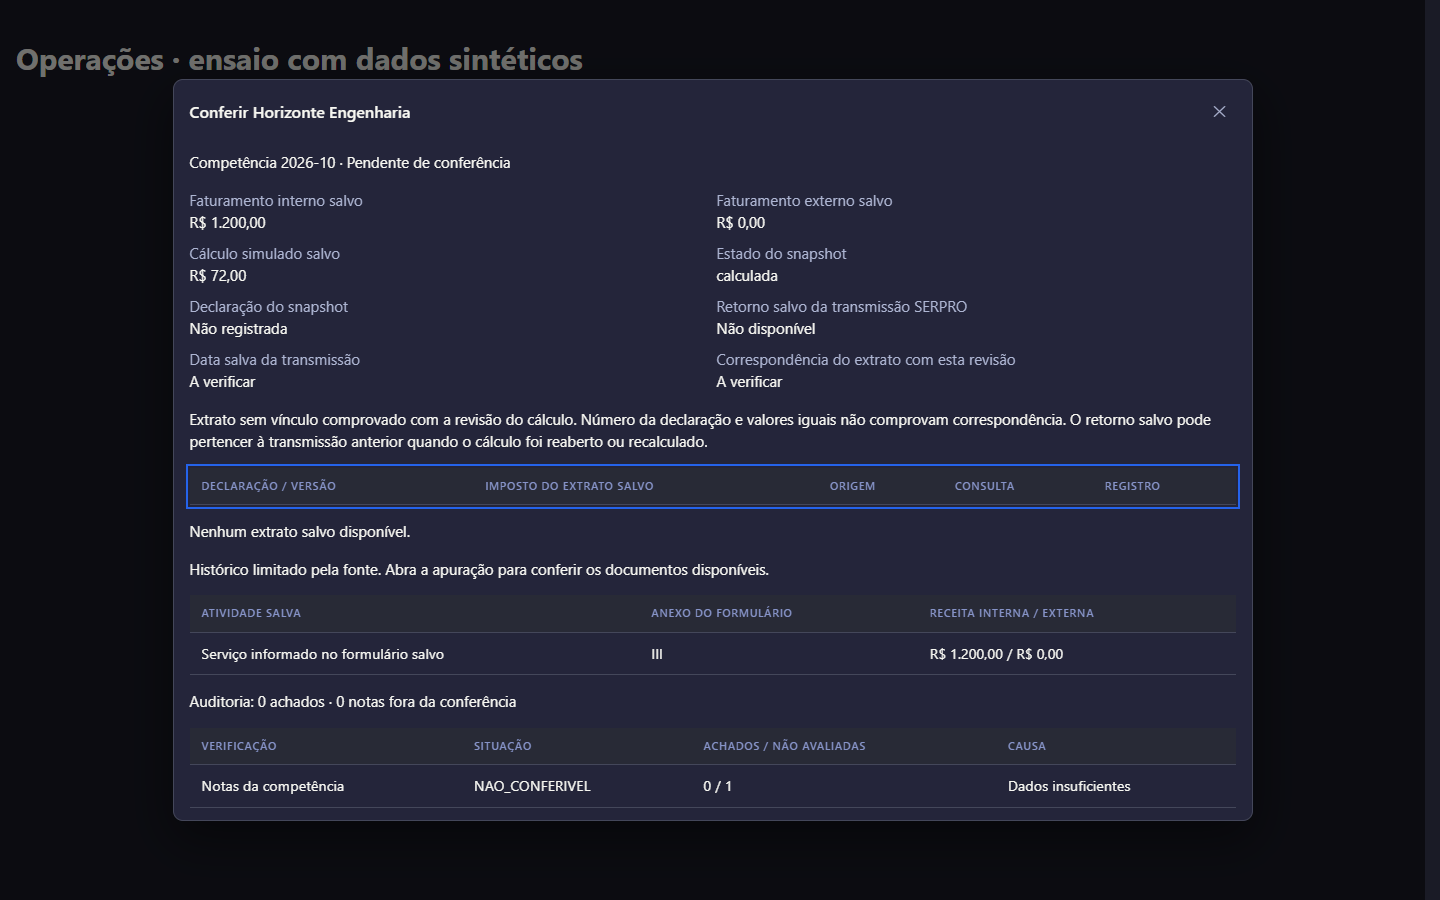 Operações · ensaio com dados sintéticos
Conferir Horizonte Engenharia
Competência 2026-10 · Pendente de conferência
Faturamento interno salvo
R$ 1.200,00
Faturamento externo salvo
R$ 0,00
Cálculo simulado salvo
R$ 72,00
Estado do snapshot
calculada
Declaração do snapshot
Não registrada
Retorno salvo da transmissão SERPRO
Não disponível
Data salva da transmissão
A verificar
Correspondência do extrato com esta revisão
A verificar
Extrato sem vínculo comprovado com a revisão do cálculo. Número da declaração e valores iguais não comprovam correspondência. O retorno salvo pode
pertencer à transmissão anterior quando o cálculo foi reaberto ou recalculado.
DECLARAÇÃO / VERSÃO IMPOSTO DO EXTRATO SALVO ORIGEM CONSULTA REGISTRO
Nenhum extrato salvo disponível.
Histórico limitado pela fonte. Abra a apuração para conferir os documentos disponíveis.
ATIVIDADE SALVA ANEXO DO FORMULÁRIO RECEITA INTERNA / EXTERNA
Serviço informado no formulário salvo III R$ 1.200,00 / R$ 0,00
Auditoria: 0 achados · 0 notas fora da conferência
VERIFICAÇÃO SITUAÇÃO ACHADOS / NÃO AVALIADAS CAUSA
Notas da competência NAO_CONFERIVEL 0 / 1 Dados insuficientes